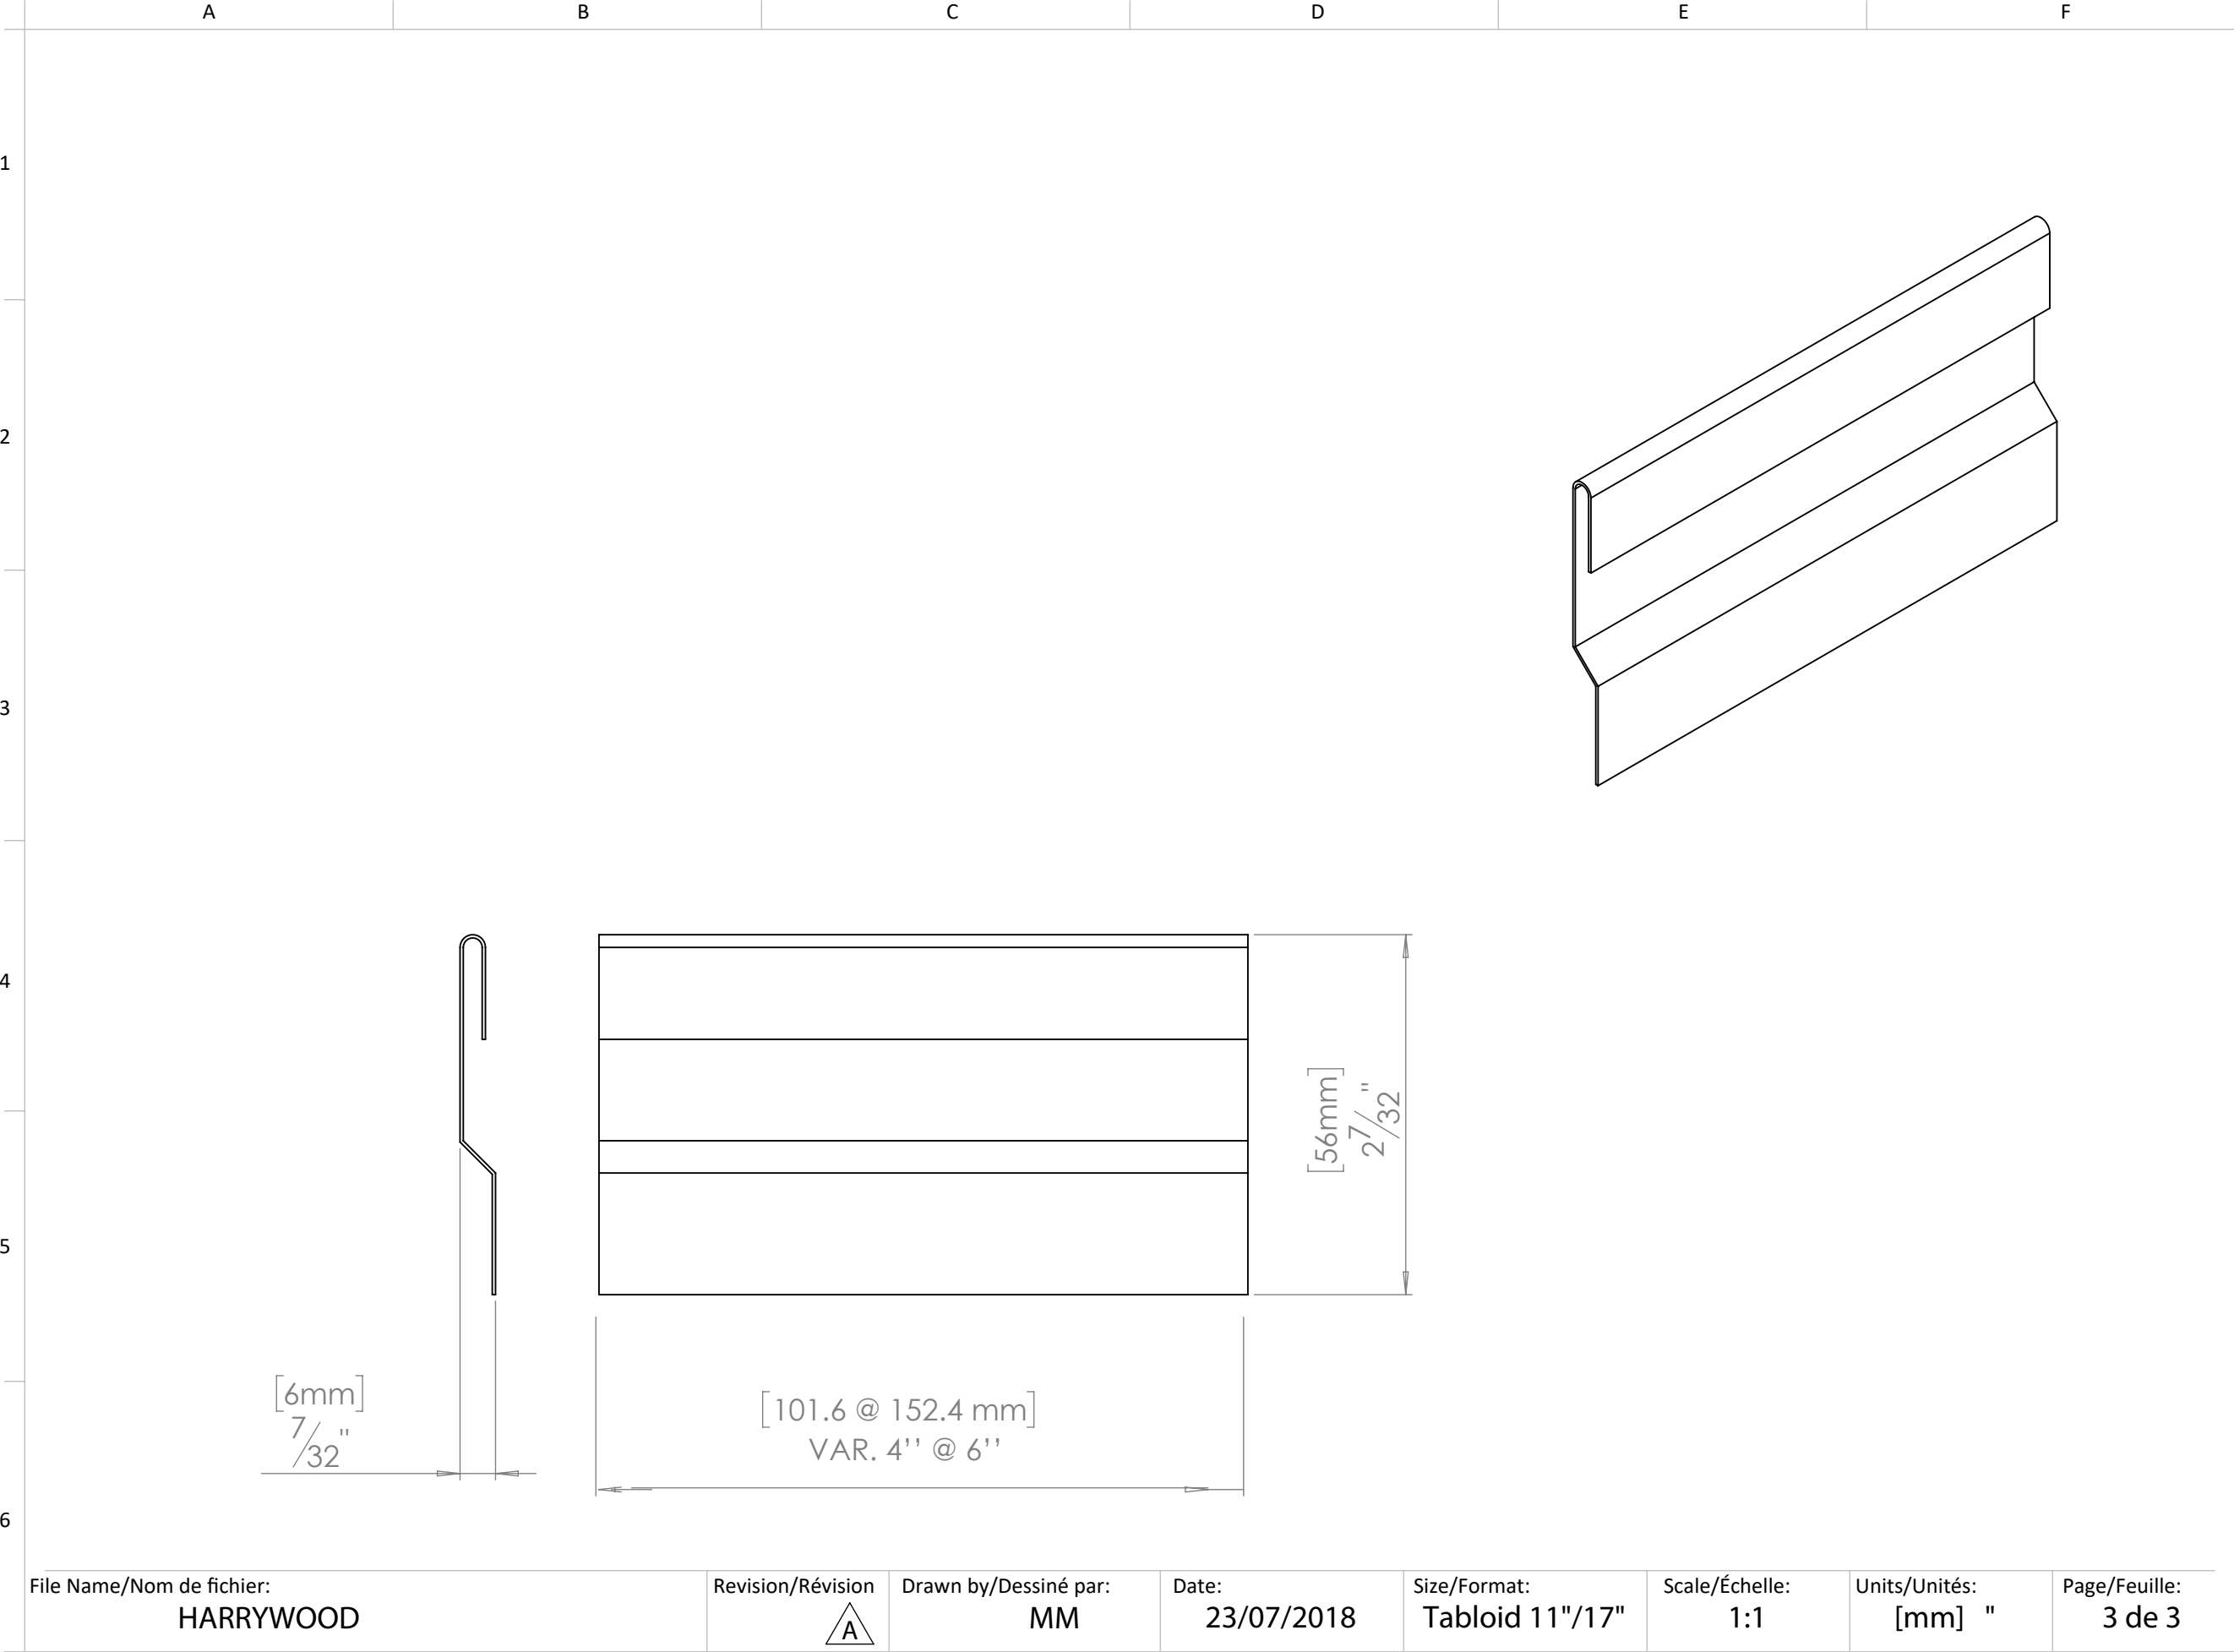 A B C D E F
1
2
3
4
5
6
[56mm]
2 7/32"
[6mm]
7/32"
[101.6 @ 152.4 mm]
VAR. 4’’ @ 6’’
File Name/Nom de fichier: Revision/Révision Drawn by/Dessiné par: Date: Size/Format: Scale/Échelle: Units/Unités: Page/Feuille:
HARRYWOOD A MM 23/07/2018 Tabloid 11"/17" 1:1 [mm] " 3 de 3